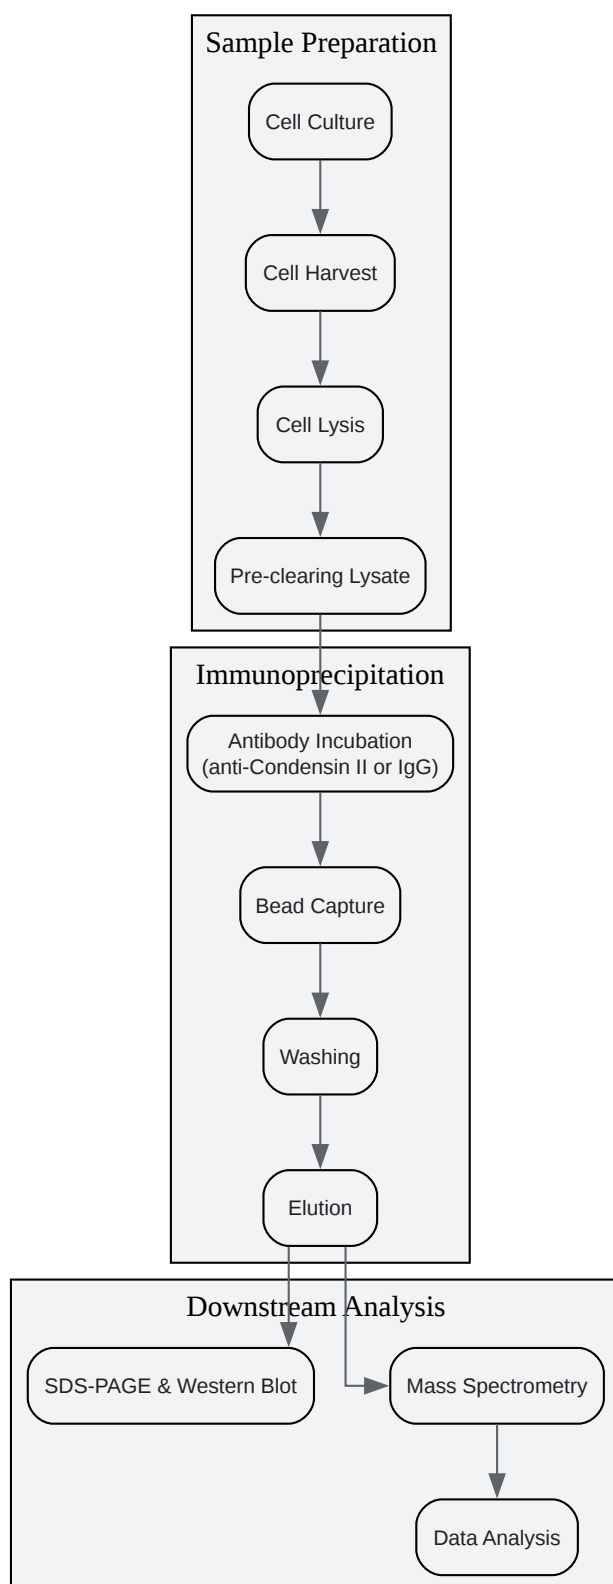 Sample Preparation
Cell Culture
Cell Harvest
Cell Lysis
Pre-clearing Lysate
Immunoprecipitation
Antibody Incubation
(anti-Condensin II or IgG)
Bead Capture
Washing
Elution
Downstream Analysis
SDS-PAGE & Western Blot
Mass Spectrometry
Data Analysis